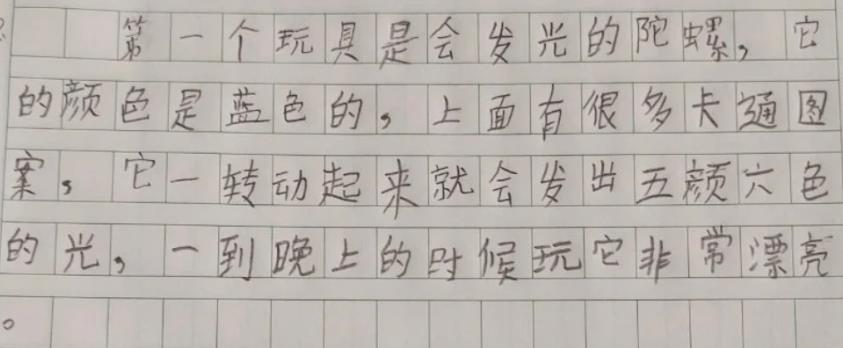 第一个玩具是会发光的陀螺，它
的颜色是蓝色的，上面有很多卡通图
案，它一转动起来就会发出五颜六色
的光，一到晚上的时候玩它非常漂亮
。